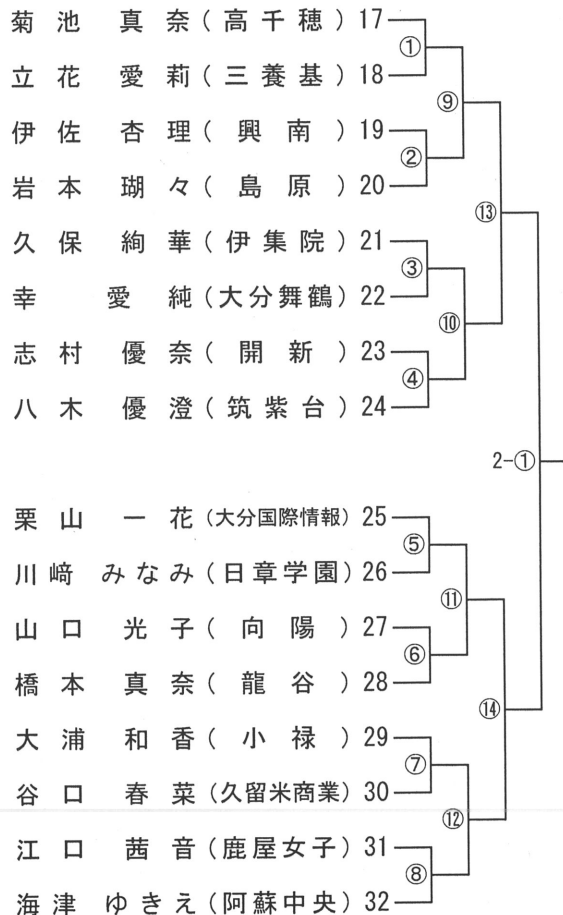 菊池 真奈(高千穂) 17
①
立花 愛莉(三養基) 18
⑨
伊佐 杏理(興南) 19
②
岩本 瑚々(島原) 20
⑬
久保 絢華(伊集院) 21
③
幸 愛純(大分舞鶴) 22
⑩
志村 優奈(開新) 23
④
八木 優澄(筑紫台) 24
2-①
栗山 一花(大分国際情報) 25
⑤
川﨑 みなみ(日章学園) 26
⑪
山口 光子(向陽) 27
⑥
橋本 真奈(龍谷) 28
⑭
大浦 和香(小禄) 29
⑦
谷口 春菜(久留米商業) 30
⑫
江口 茜音(鹿屋女子) 31
⑧
海津 ゆきえ(阿蘇中央) 32